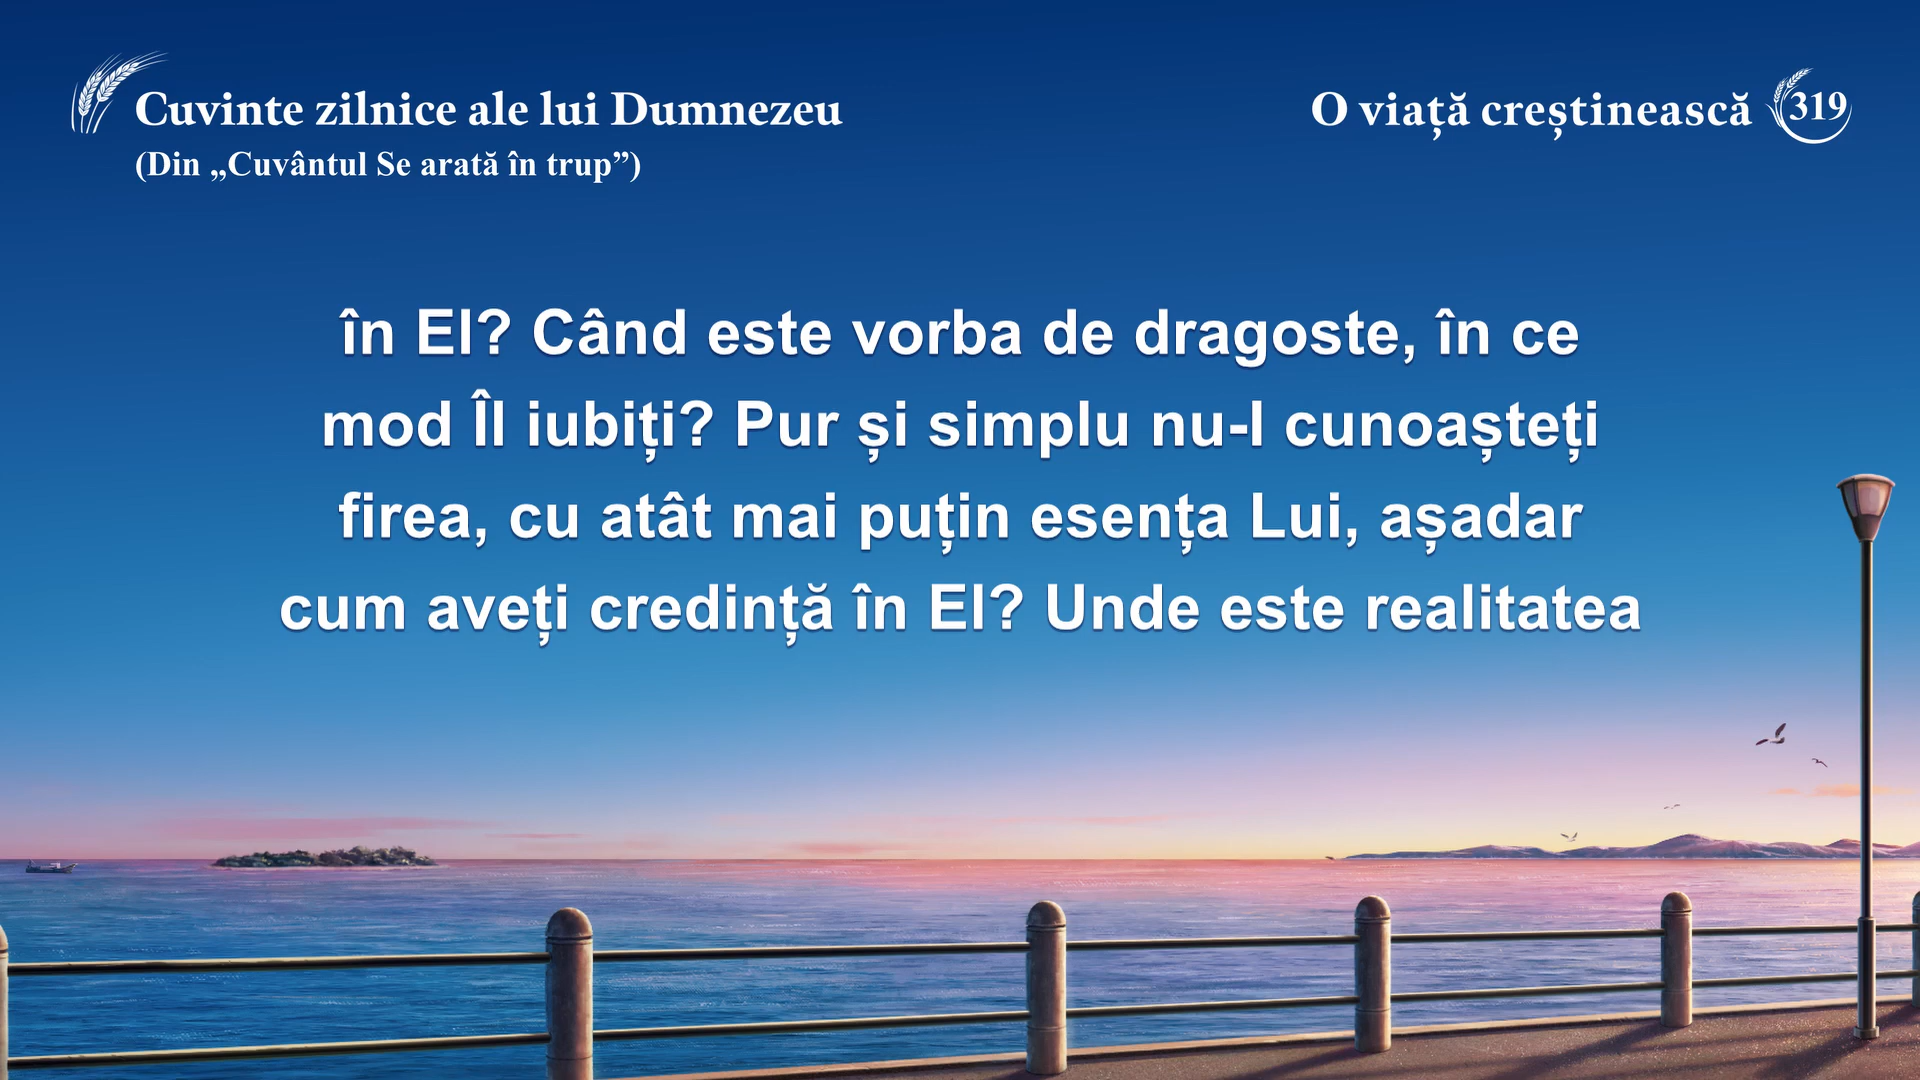 Cuvinte zilnice ale lui Dumnezeu
(Din „Cuvântul Se arată în trup”)
O viață creștinească 319
în El? Când este vorba de dragoste, în ce
mod Îl iubiți? Pur și simplu nu-I cunoașteți
firea, cu atât mai puțin esența Lui, așadar
cum aveți credință în El? Unde este realitatea